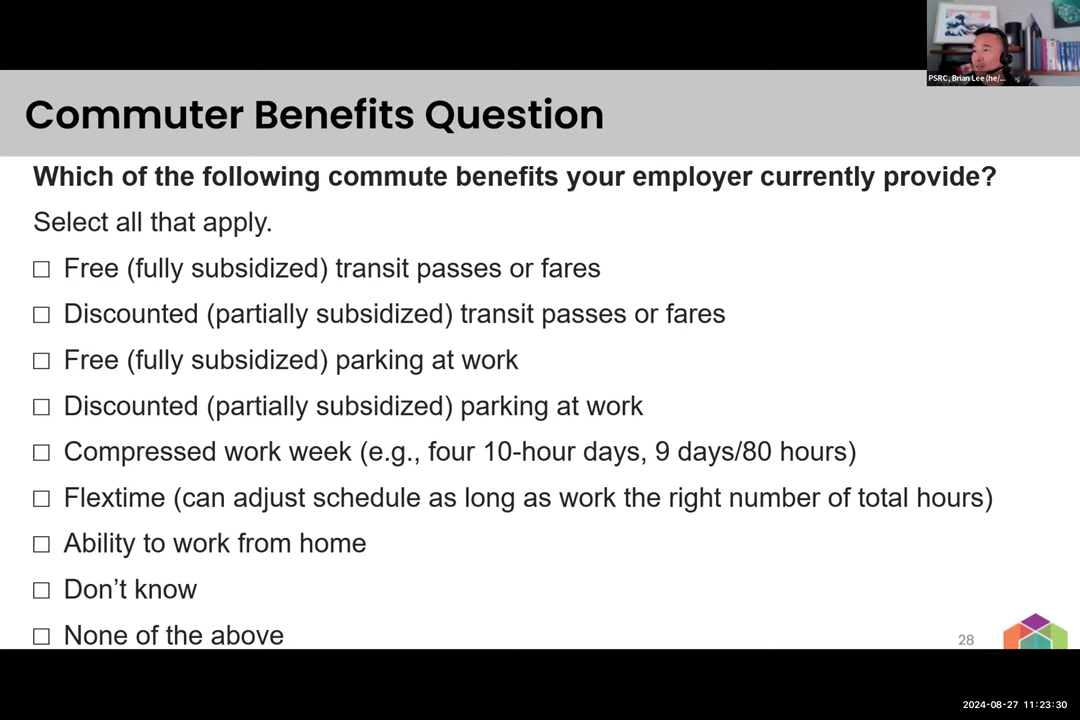 PSRC, Brian Lee (he/...
Commuter Benefits Question
Which of the following commute benefits your employer currently provide?
Select all that apply.
☐ Free (fully subsidized) transit passes or fares
☐ Discounted (partially subsidized) transit passes or fares
☐ Free (fully subsidized) parking at work
☐ Discounted (partially subsidized) parking at work
☐ Compressed work week (e.g., four 10-hour days, 9 days/80 hours)
☐ Flextime (can adjust schedule as long as work the right number of total hours)
☐ Ability to work from home
☐ Don’t know
☐ None of the above
28
2024-08-27 11:23:30